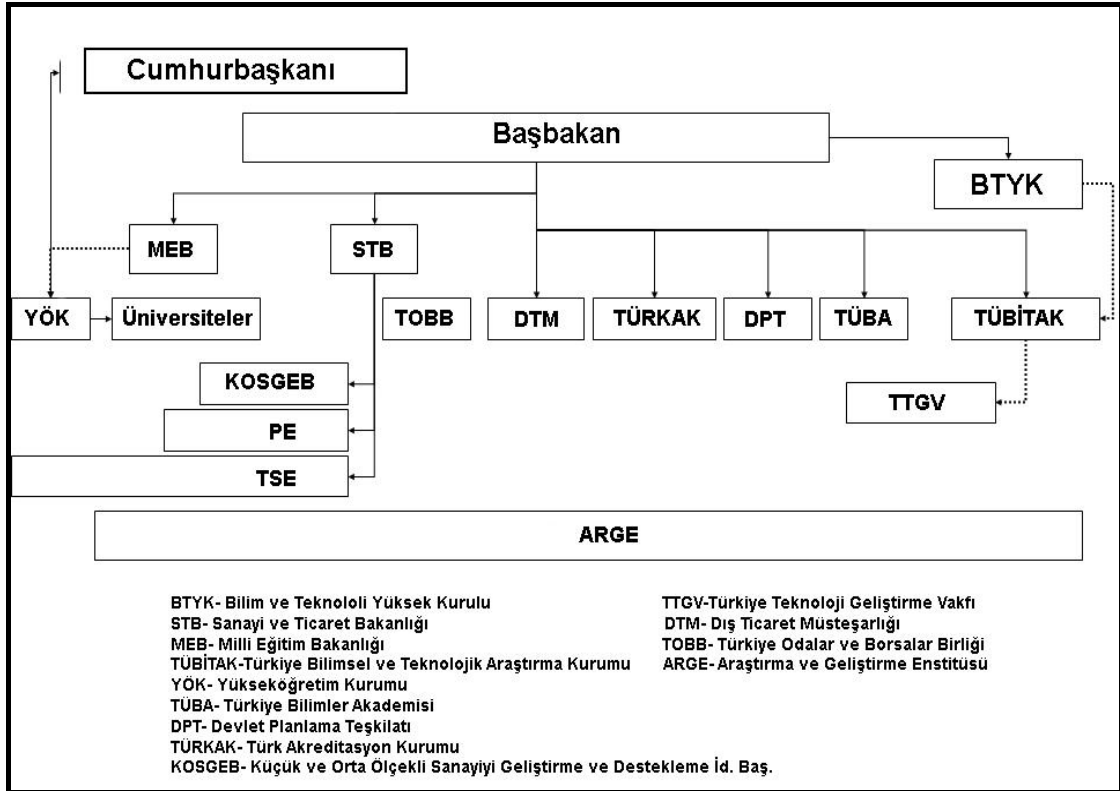 Cumhurbaşkanı
Başbakan
BTYK
MEB
STB
YÖK
Üniversiteler
TOBB
DTM
TÜRKAK
DPT
TÜBA
TÜBİTAK
KOSGEB
TTGV
PE
TSE
ARGE
BTYK- Bilim ve Teknololi Yüksek Kurulu
STB- Sanayi ve Ticaret Bakanlığı
MEB- Milli Eğitim Bakanlığı
TÜBİTAK-Türkiye Bilimsel ve Teknolojik Araştırma Kurumu
YÖK- Yükseköğretim Kurumu
TÜBA- Türkiye Bilimler Akademisi
DPT- Devlet Planlama Teşkilatı
TÜRKAK- Türk Akreditasyon Kurumu
KOSGEB- Küçük ve Orta Ölçekli Sanayiyi Geliştirme ve Destekleme İd. Baş.
TTGV-Türkiye Teknoloji Geliştirme Vakfı
DTM- Dış Ticaret Müsteşarlığı
TOBB- Türkiye Odalar ve Borsalar Birliği
ARGE- Araştırma ve Geliştirme Enstitüsü